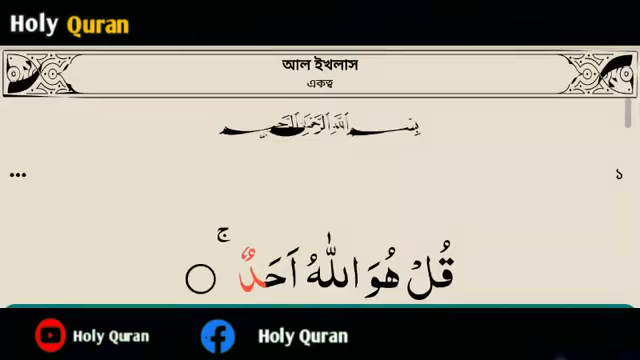 Holy Quran
আল ইখলাস
একত্ব
بِسْمِ اللَّهِ الرَّحْمَٰنِ الرَّحِيمِ
... ১
قُلْ هُوَ اللّٰهُ اَحَدٌ ۚ
Holy Quran Holy Quran